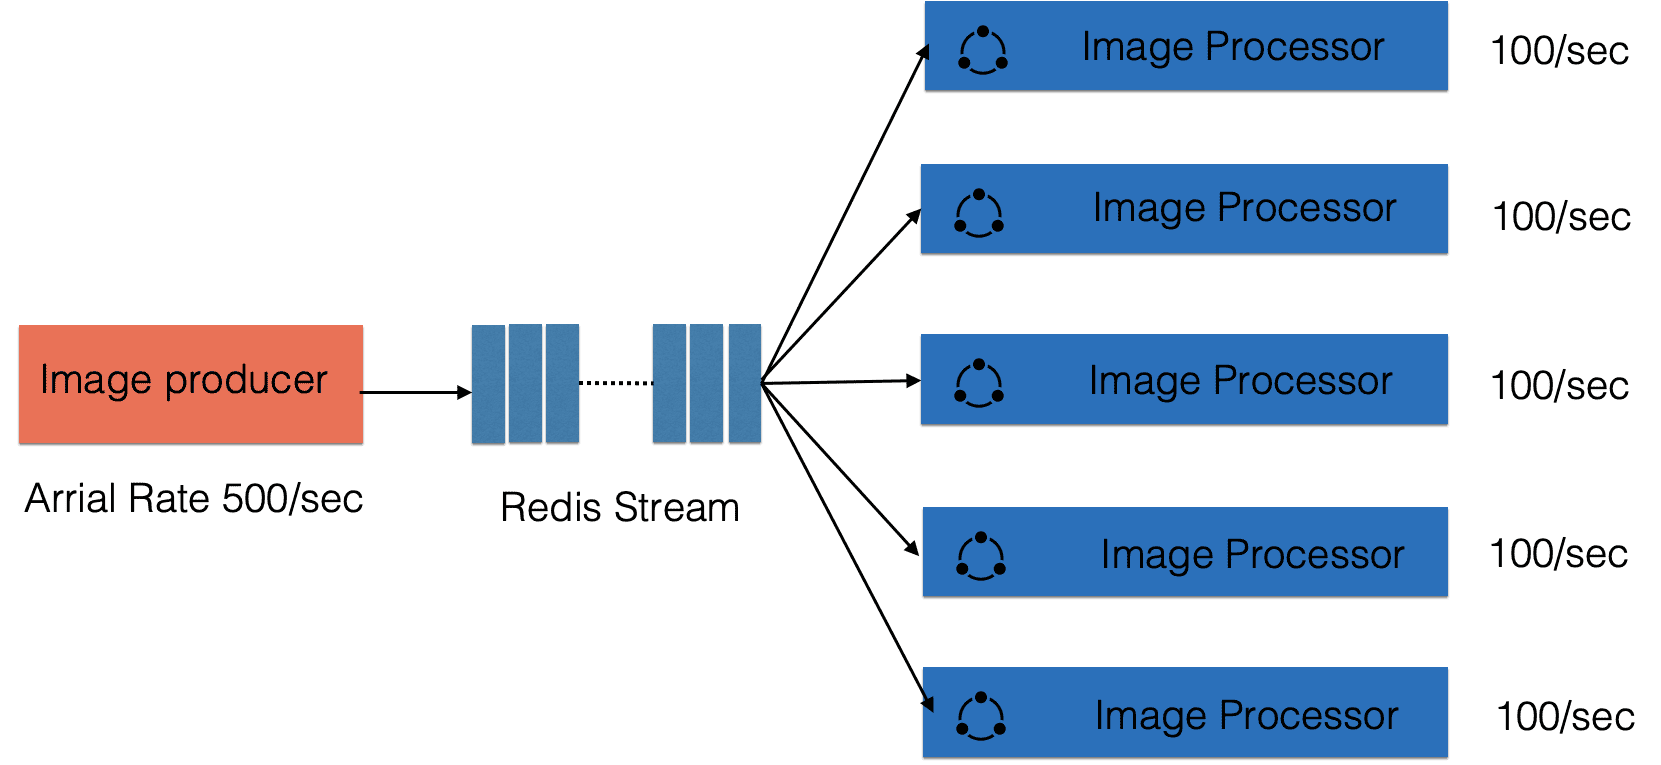 Image Processor
100/sec
Image Processor
100/sec
Image producer
Arrial Rate 500/sec
Redis Stream
Image Processor
100/sec
Image Processor
100/sec
Image Processor
100/sec